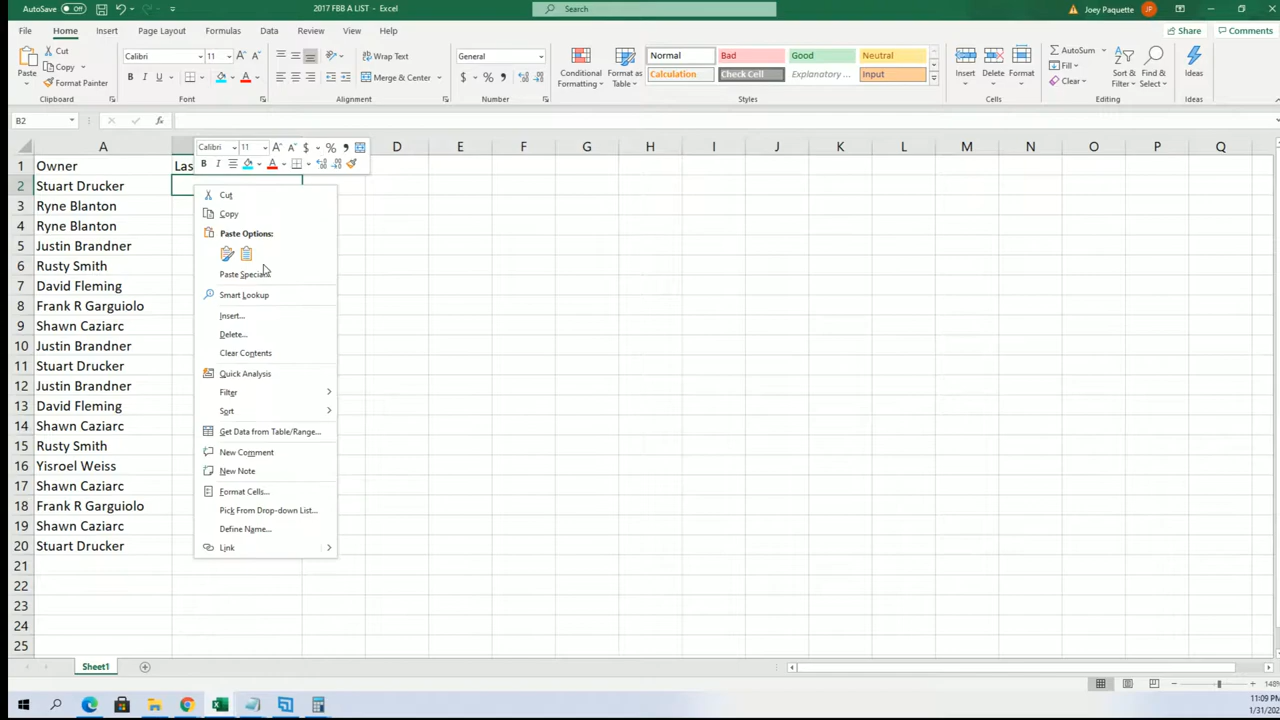 AutoSave Off 2017 FBB A LIST - Excel Search Joey Paquette JP
File Home Insert Page Layout Formulas Data Review View Help Share Comments
Paste Cut Copy Format Painter Clipboard
Calibri 11 B I U A Font
Wrap Text Merge & Center Alignment
General $ % Number
Conditional Formatting Format as Table
Normal Bad Good Neutral
Calculation Check Cell Explanary ... Input
Styles
Insert Delete Format Cells
AutoSum Fill Clear Sort & Filter Find & Select Editing
Ideas Ideas
B2 fx
A D E F G H I J K L M N O P Q
Calibri 11 A A $ %
B I A
1 Owner Las
2 Stuart Drucker
3 Ryne Blanton
4 Ryne Blanton
5 Justin Brandner
6 Rusty Smith
7 David Fleming
8 Frank R Garguiolo
9 Shawn Caziarc
10 Justin Brandner
11 Stuart Drucker
12 Justin Brandner
13 David Fleming
14 Shawn Caziarc
15 Rusty Smith
16 Yisroel Weiss
17 Shawn Caziarc
18 Frank R Garguiolo
19 Shawn Caziarc
20 Stuart Drucker
21
22
23
24
25
Cut
Copy
Paste Options:
Paste Special
Smart Lookup
Insert...
Delete...
Clear Contents
Quick Analysis
Filter
Sort
Get Data from Table/Range...
New Comment
New Note
Format Cells...
Pick From Drop-down List...
Define Name...
Link
Sheet1
148%
11:09 PM